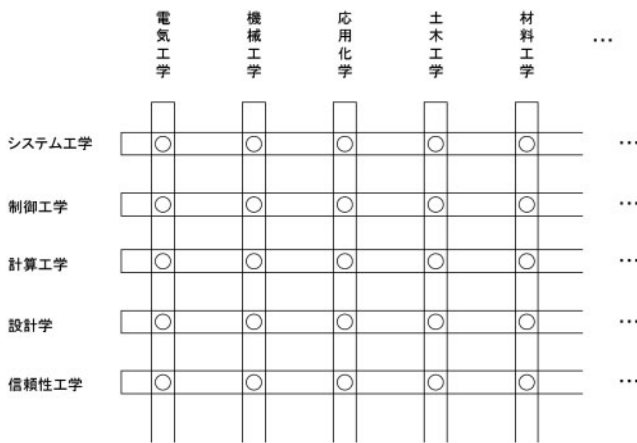 電気工学
機械工学
応用化学
土木工学
材料工学
…
システム工学
…
制御工学
…
計算工学
…
設計学
…
信頼性工学
…